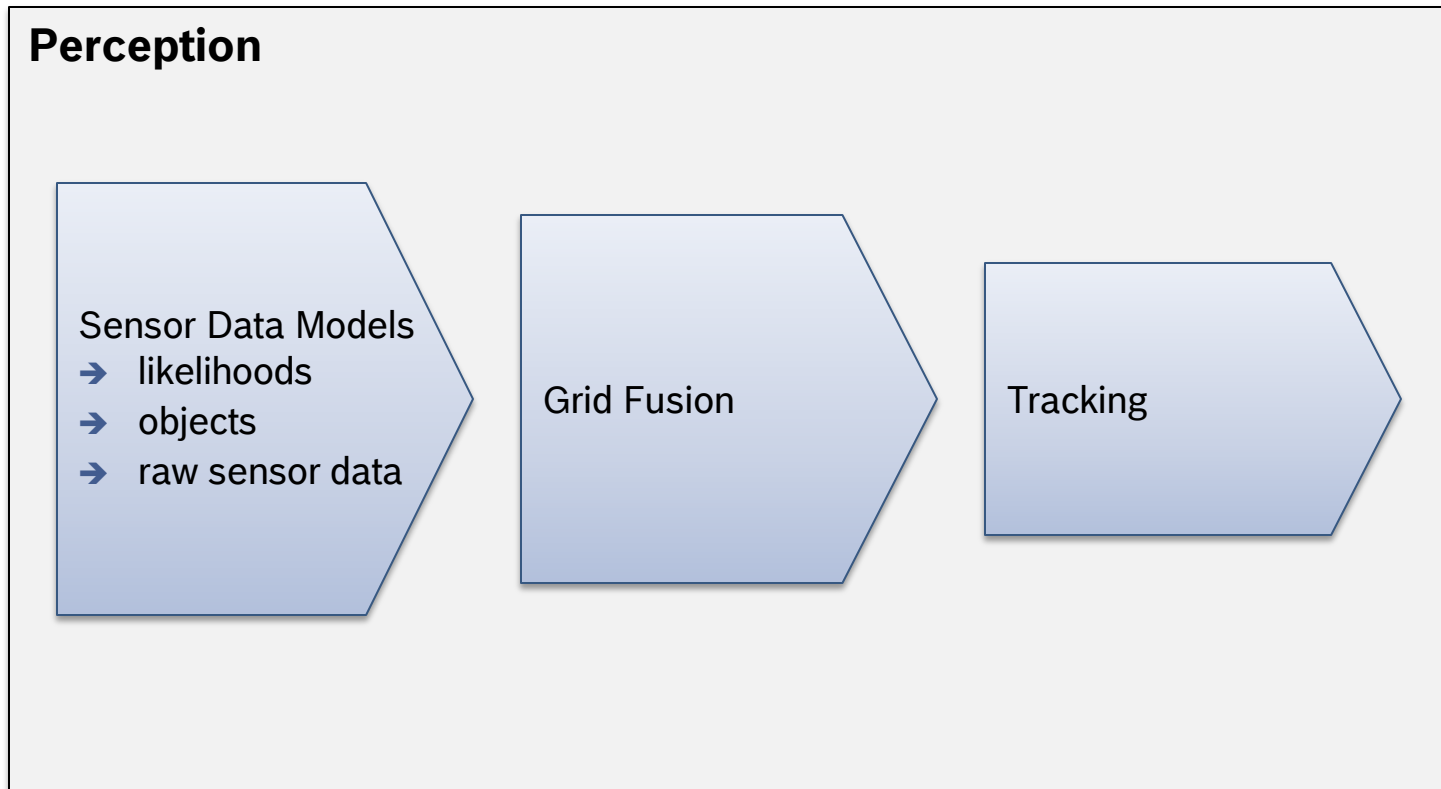 Perception
Sensor Data Models
➔ likelihoods
➔ objects
➔ raw sensor data
Grid Fusion
Tracking